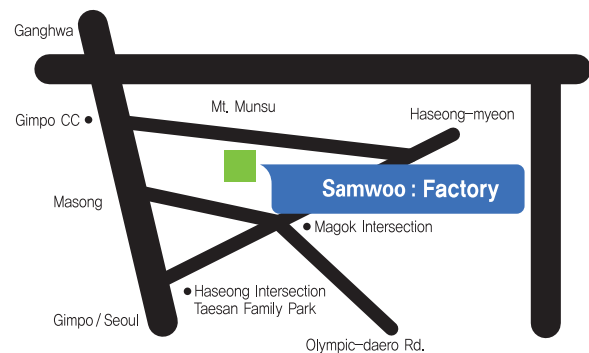 Ganghwa
Mt. Munsu
Haseong-myeon
Gimpo CC
Samwoo : Factory
Masong
Magok Intersection
Haseong Intersection
Taesan Family Park
Gimpo / Seoul
Olympic-daero Rd.